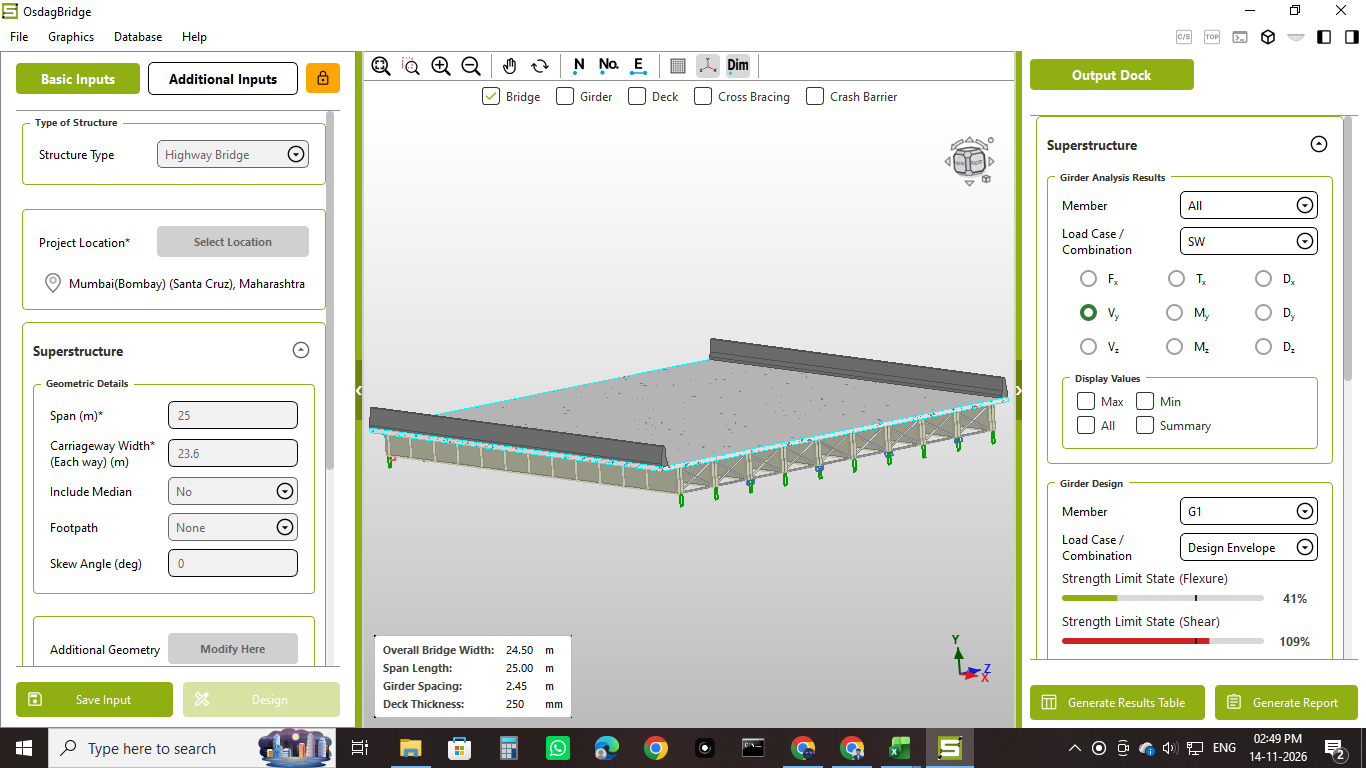 OsdagBridge
File Graphics Database Help
C/S TOP
Basic Inputs
Additional Inputs
N No. E Dim
Output Dock
Bridge Girder Deck Cross Bracing Crash Barrier
Type of Structure
Structure Type Highway Bridge
Project Location* Select Location
Mumbai(Bombay) (Santa Cruz), Maharashtra
Superstructure
Geometric Details
Span (m)* 25
Carriageway Width*
(Each way) (m) 23.6
Include Median No
Footpath None
Skew Angle (deg) 0
Additional Geometry Modify Here
Save Input Design
Overall Bridge Width: 24.50 m
Span Length: 25.00 m
Girder Spacing: 2.45 m
Deck Thickness: 250 mm
Y
Z
X
Superstructure
Girder Analysis Results
Member All
Load Case /
Combination SW
Fx Tx Dx
Vy My Dy
Vz Mz Dz
Display Values
Max Min
All Summary
Girder Design
Member G1
Load Case /
Combination Design Envelope
Strength Limit State (Flexure)
41%
Strength Limit State (Shear)
109%
Generate Results Table Generate Report
Type here to search
ENG
02:49 PM
14-11-2026
2